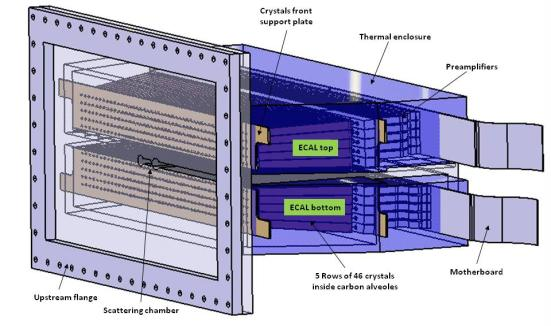 Crystals front
support plate
Thermal enclosure
Preamplifiers
ECAL top
ECAL bottom
5 Rows of 46 crystals
inside carbon alveoles
Motherboard
Upstream flange
Scattering chamber